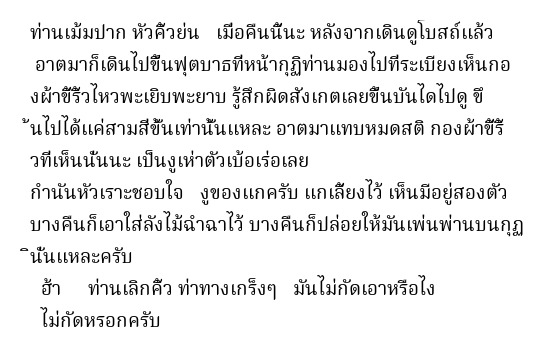 ท่านเม้มปาก หัวคิ้วย่น เมื่อคืนนี้นะ หลังจากเดินดูโบสถ์แล้ว
อาตมาก็เดินไปขึ้นฟุตบาธที่หน้ากุฏิท่านมองไปที่ระเบียงเห็นกอ
งผ้าขี้ริ้วไหวพะเยิบพะยาบ รู้สึกผิดสังเกตเลยขึ้นบันไดไปดู ขึ
้นไปได้แค่สามสี่ขั้นเท่านั้นแหละ อาตมาแทบหมดสติ กองผ้าขี้ริ้
วที่เห็นนั่นนะ เป็นงูเห่าตัวเบ้อเร่อเลย
กำนันหัวเราะชอบใจ งูของแกครับ แกเลี้ยงไว้ เห็นมีอยู่สองตัว
บางคืนก็เอาใส่ลังไม้ฉำฉาไว้ บางคืนก็ปล่อยให้มันเพ่นพ่านบนกุฏ
ินั่นแหละครับ
ฮ้า ท่านเลิกคิ้ว ท่าทางเกร็งๆ มันไม่กัดเอาหรือไง
ไม่กัดหรอกครับ